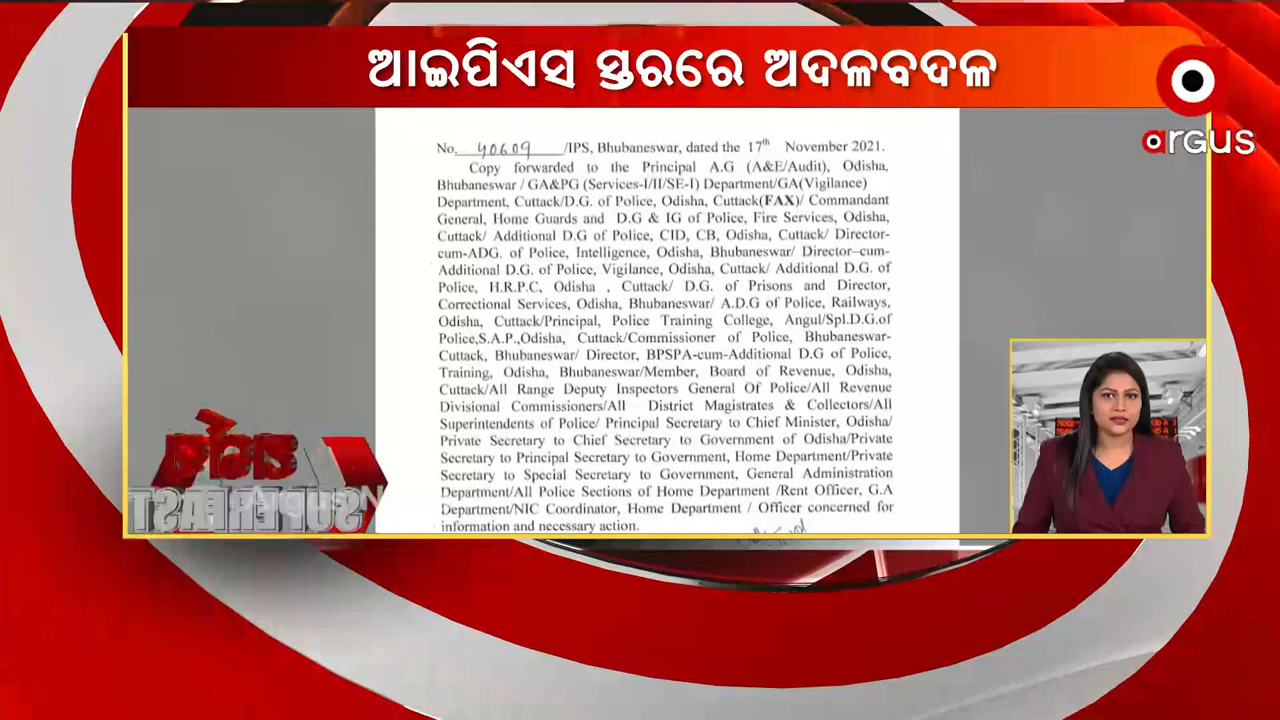 ଆଇପିଏସ ସ୍ତରରେ ଅଦଳବଦଳ
argus
No. 40609 /IPS, Bhubaneswar, dated the 17th November 2021.
Copy forwarded to the Principal A.G (A&E/Audit), Odisha,
Bhubaneswar / GA&PG (Services-I/II/SE-I) Department/GA(Vigilance)
Department, Cuttack/D.G. of Police, Odisha, Cuttack(FAX)/ Commandant
General, Home Guards and D.G & IG of Police, Fire Services, Odisha,
Cuttack/ Additional D.G of Police, CID, CB, Odisha, Cuttack/ Director-
cum-ADG. of Police, Intelligence, Odisha, Bhubaneswar/ Director–cum-
Additional D.G. of Police, Vigilance, Odisha, Cuttack/ Additional D.G. of
Police, H.R.P.C, Odisha , Cuttack/ D.G. of Prisons and Director,
Correctional Services, Odisha, Bhubaneswar/ A.D.G of Police, Railways,
Odisha, Cuttack/Principal, Police Training College, Angul/Spl.D.G.of
Police,S.A.P.,Odisha, Cuttack/Commissioner of Police, Bhubaneswar-
Cuttack, Bhubaneswar/ Director, BPSPA-cum-Additional D.G of Police,
Training, Odisha, Bhubaneswar/Member, Board of Revenue, Odisha,
Cuttack/All Range Deputy Inspectors General Of Police/All Revenue
Divisional Commissioners/All District Magistrates & Collectors/All
Superintendents of Police/ Principal Secretary to Chief Minister, Odisha/
Private Secretary to Chief Secretary to Government of Odisha/Private
Secretary to Principal Secretary to Government, Home Department/Private
Secretary to Special Secretary to Government, General Administration
Department/All Police Sections of Home Department /Rent Officer, G.A
Department/NIC Coordinator, Home Department / Officer concerned for
information and necessary action.
SUPERFAST